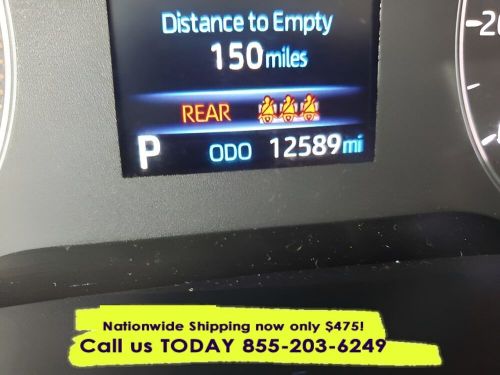 Distance to Empty
150 miles
REAR
P ODO 12589 mi
Nationwide Shipping now only $475!
Call us TODAY 855-203-6249